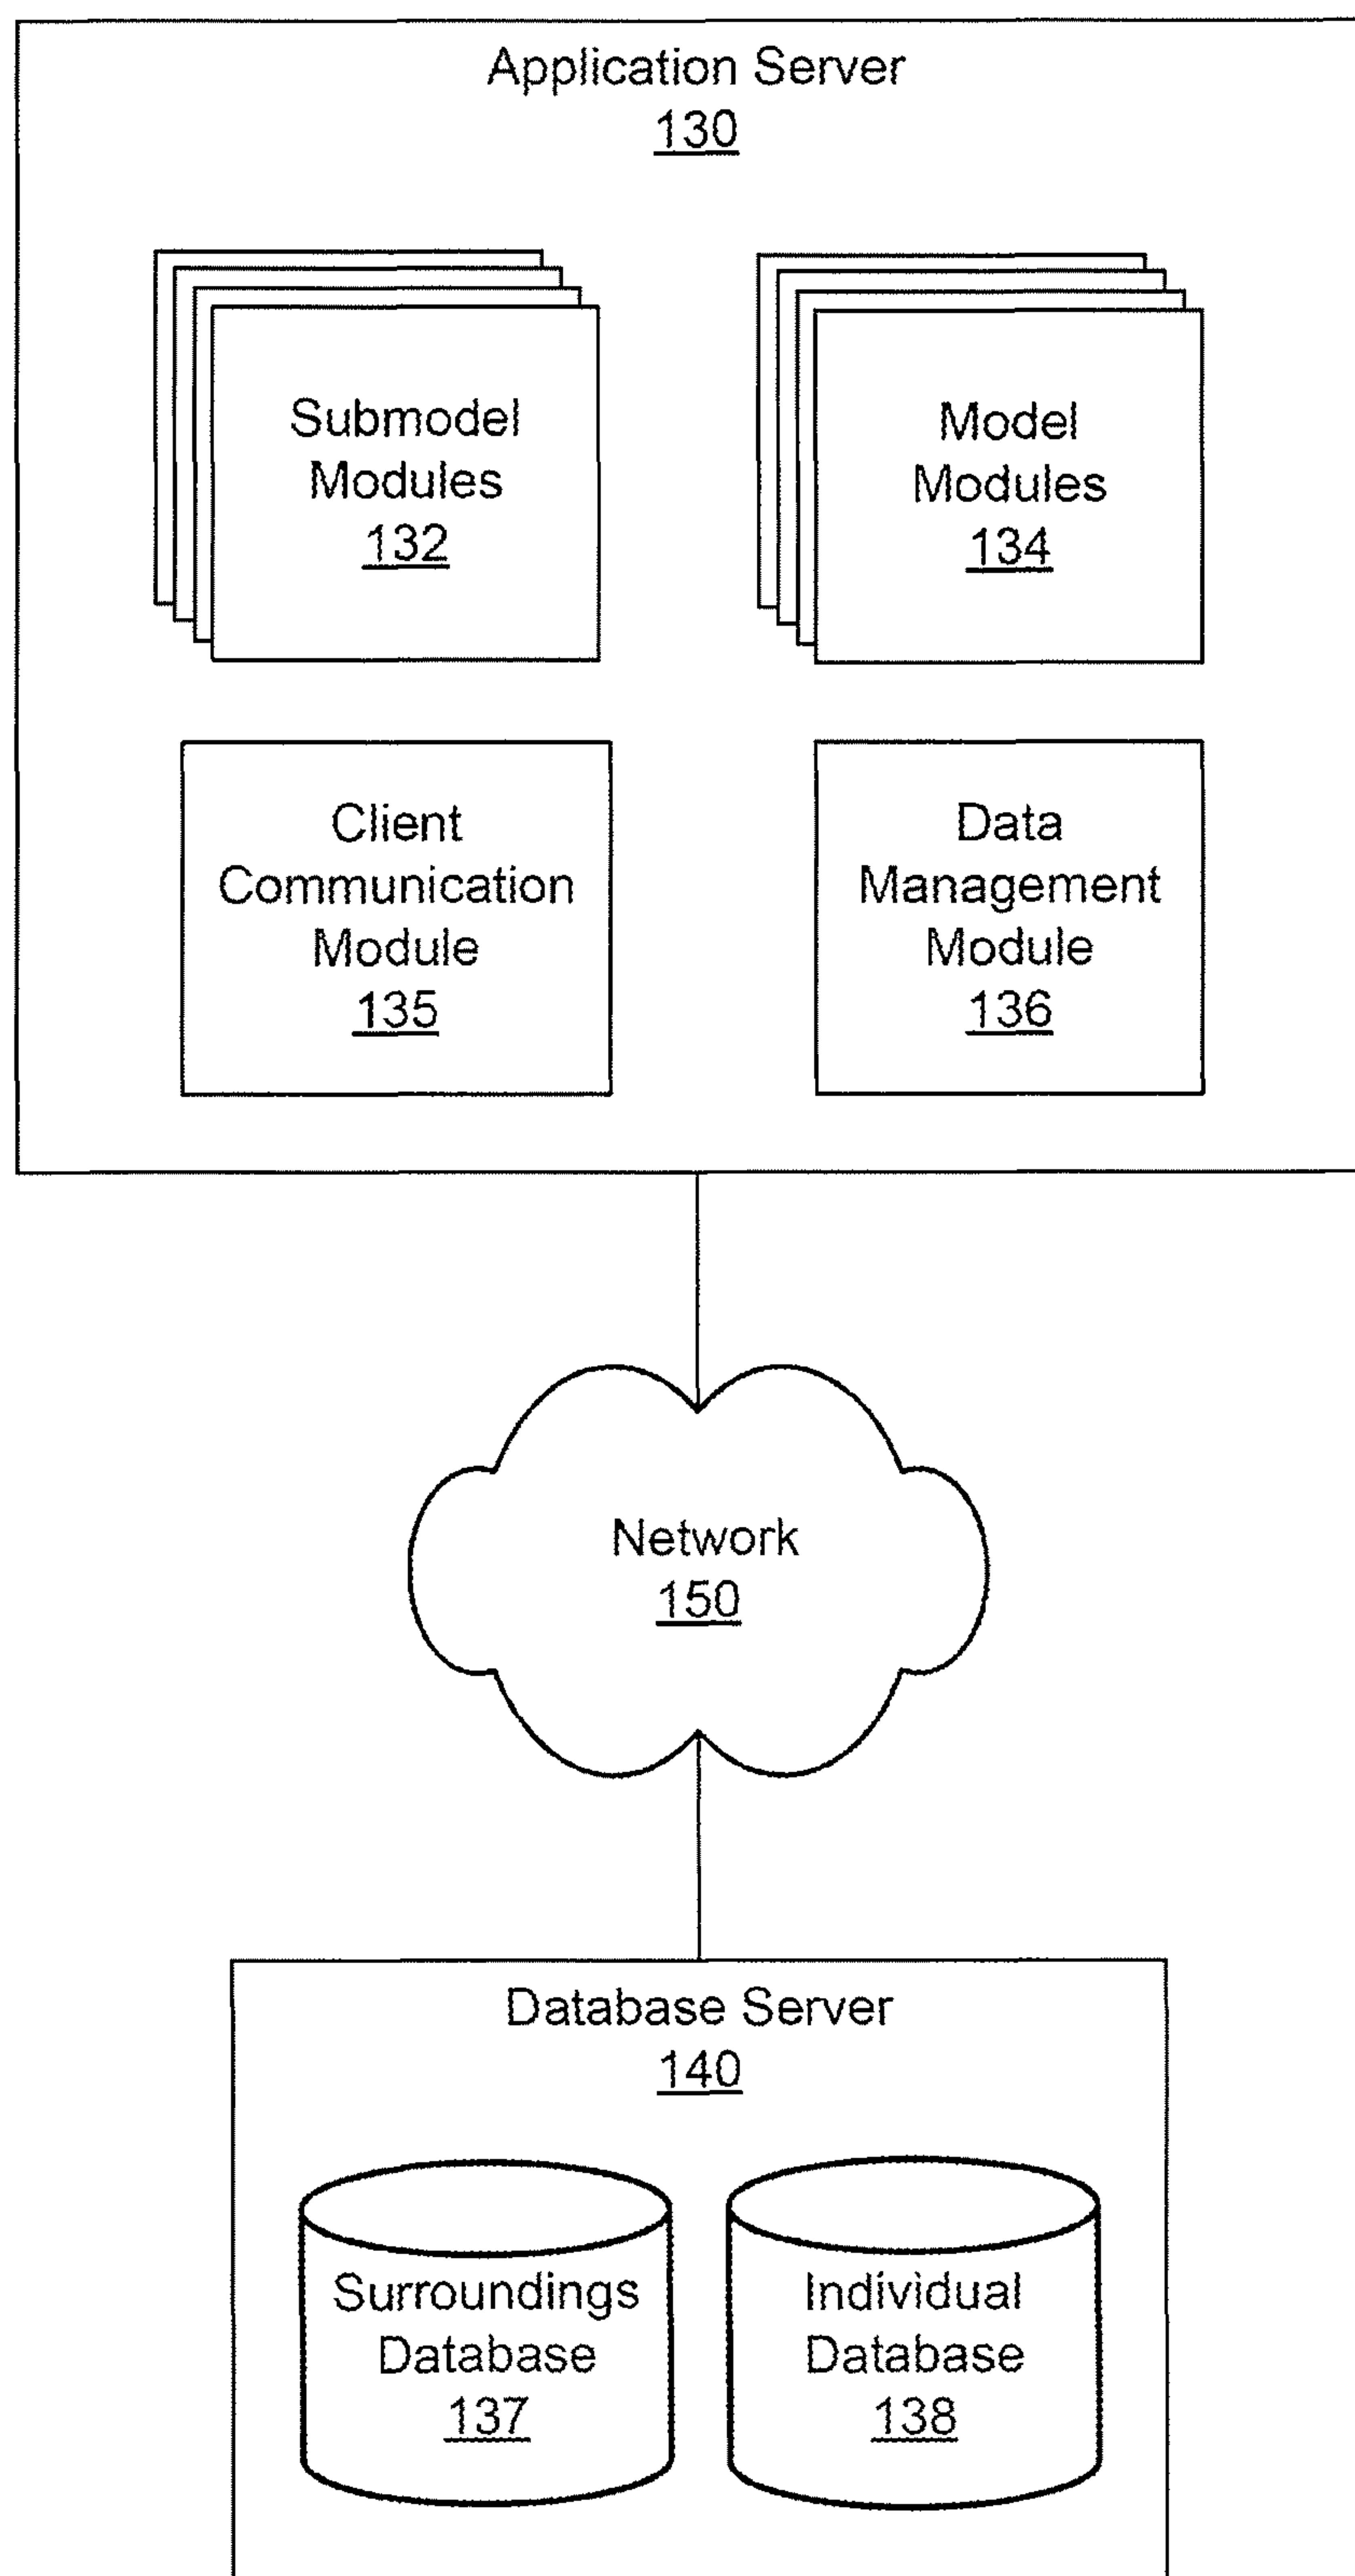 Application Server
130
Submodel
Modules
132
Model
Modules
134
Client
Communication
Module
135
Data
Management
Module
136
Network
150
Database Server
140
Surroundings
Database
137
Individual
Database
138